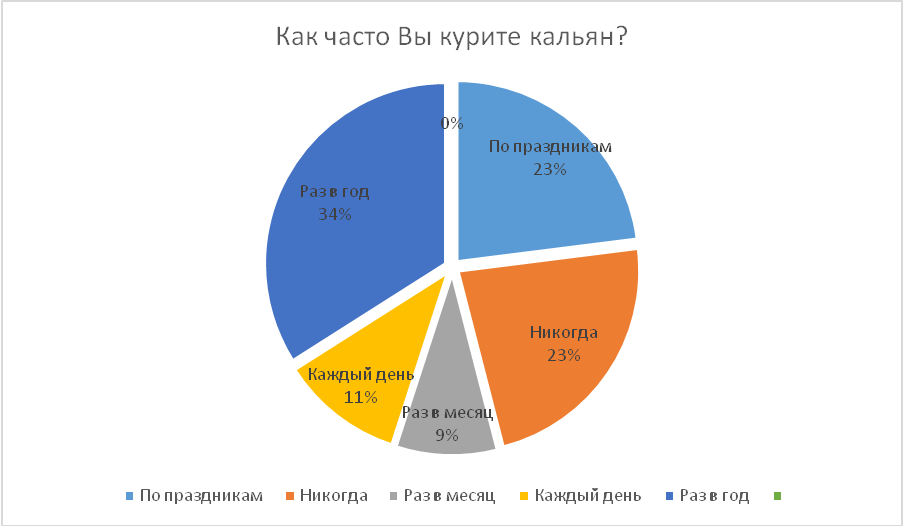 Как часто Вы курите кальян?
0%
По праздникам
23%
Раз в год
34%
Никогда
23%
Каждый день
11%
Раз в месяц
9%
По праздникам Никогда Раз в месяц Каждый день Раз в год